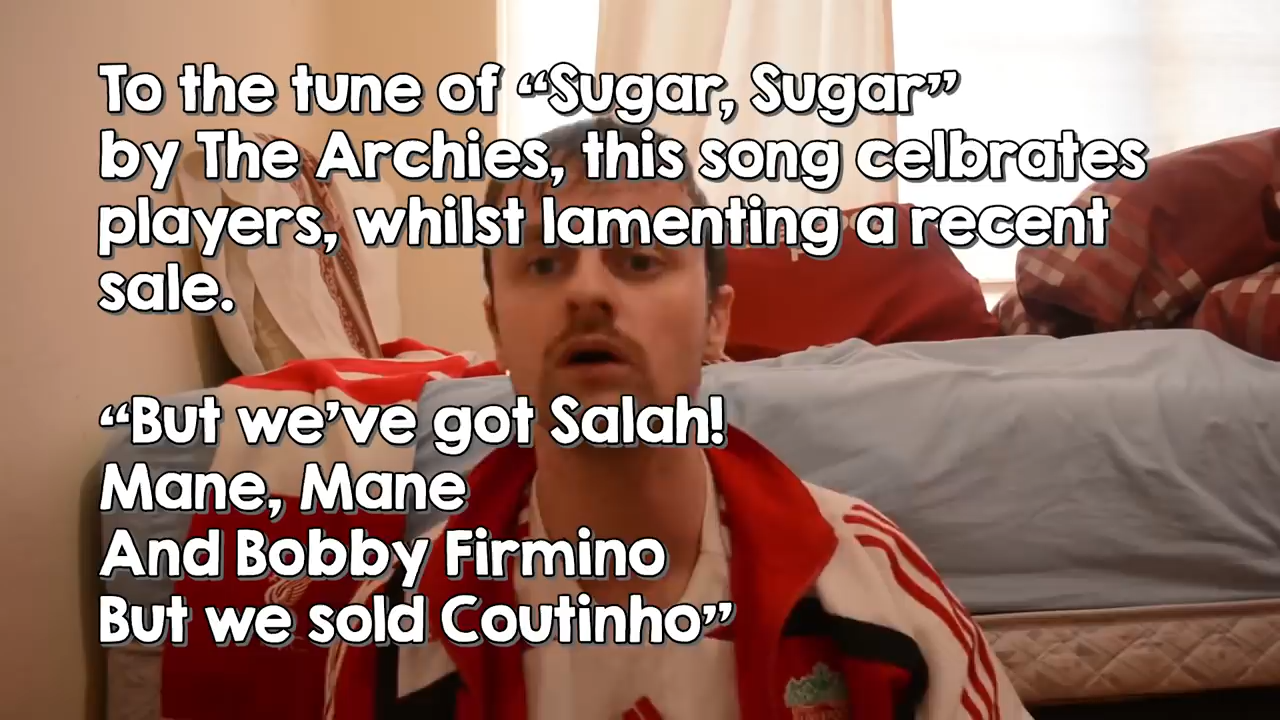 To the tune of “Sugar, Sugar”
by The Archies, this song celbrates
players, whilst lamenting a recent
sale.
“But we’ve got Salah!
Mane, Mane
And Bobby Firmino
But we sold Coutinho”